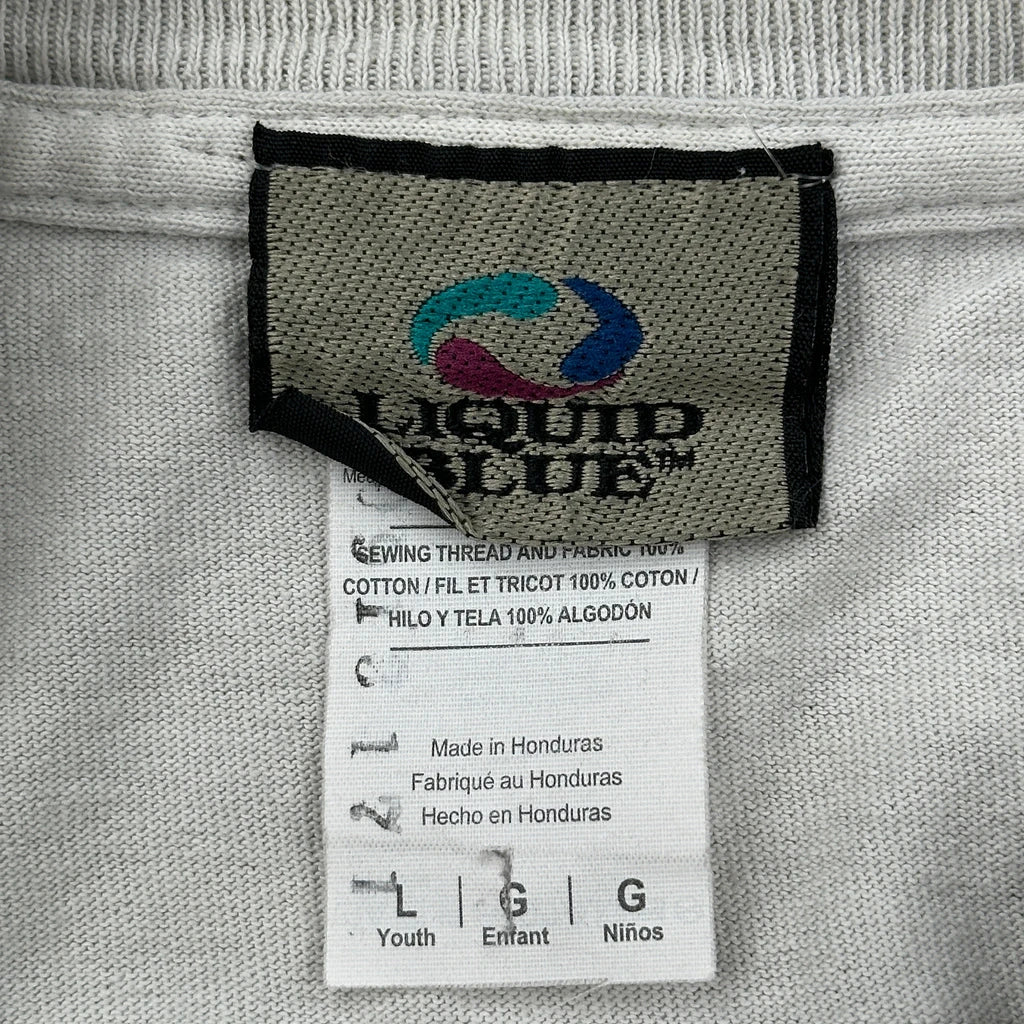 LIQUID
BLUE™
SEWING THREAD AND FABRIC 100%
COTTON / FIL ET TRICOT 100% COTON /
HILO Y TELA 100% ALGODÓN
Made in Honduras
Fabriqué au Honduras
Hecho en Honduras
L | G | G
Youth Enfant Niños